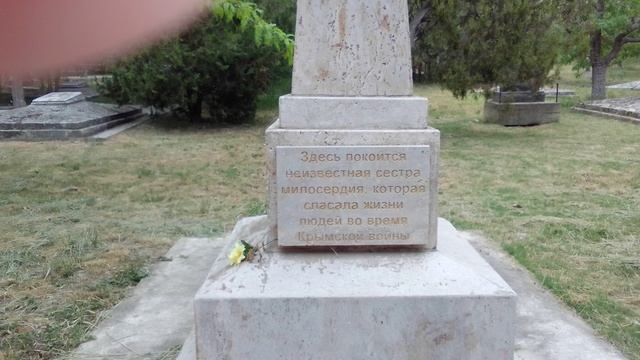 Здесь покоится
неизвестная сестра
милосердия, которая
спасала жизни
людей во время
Крымской войны